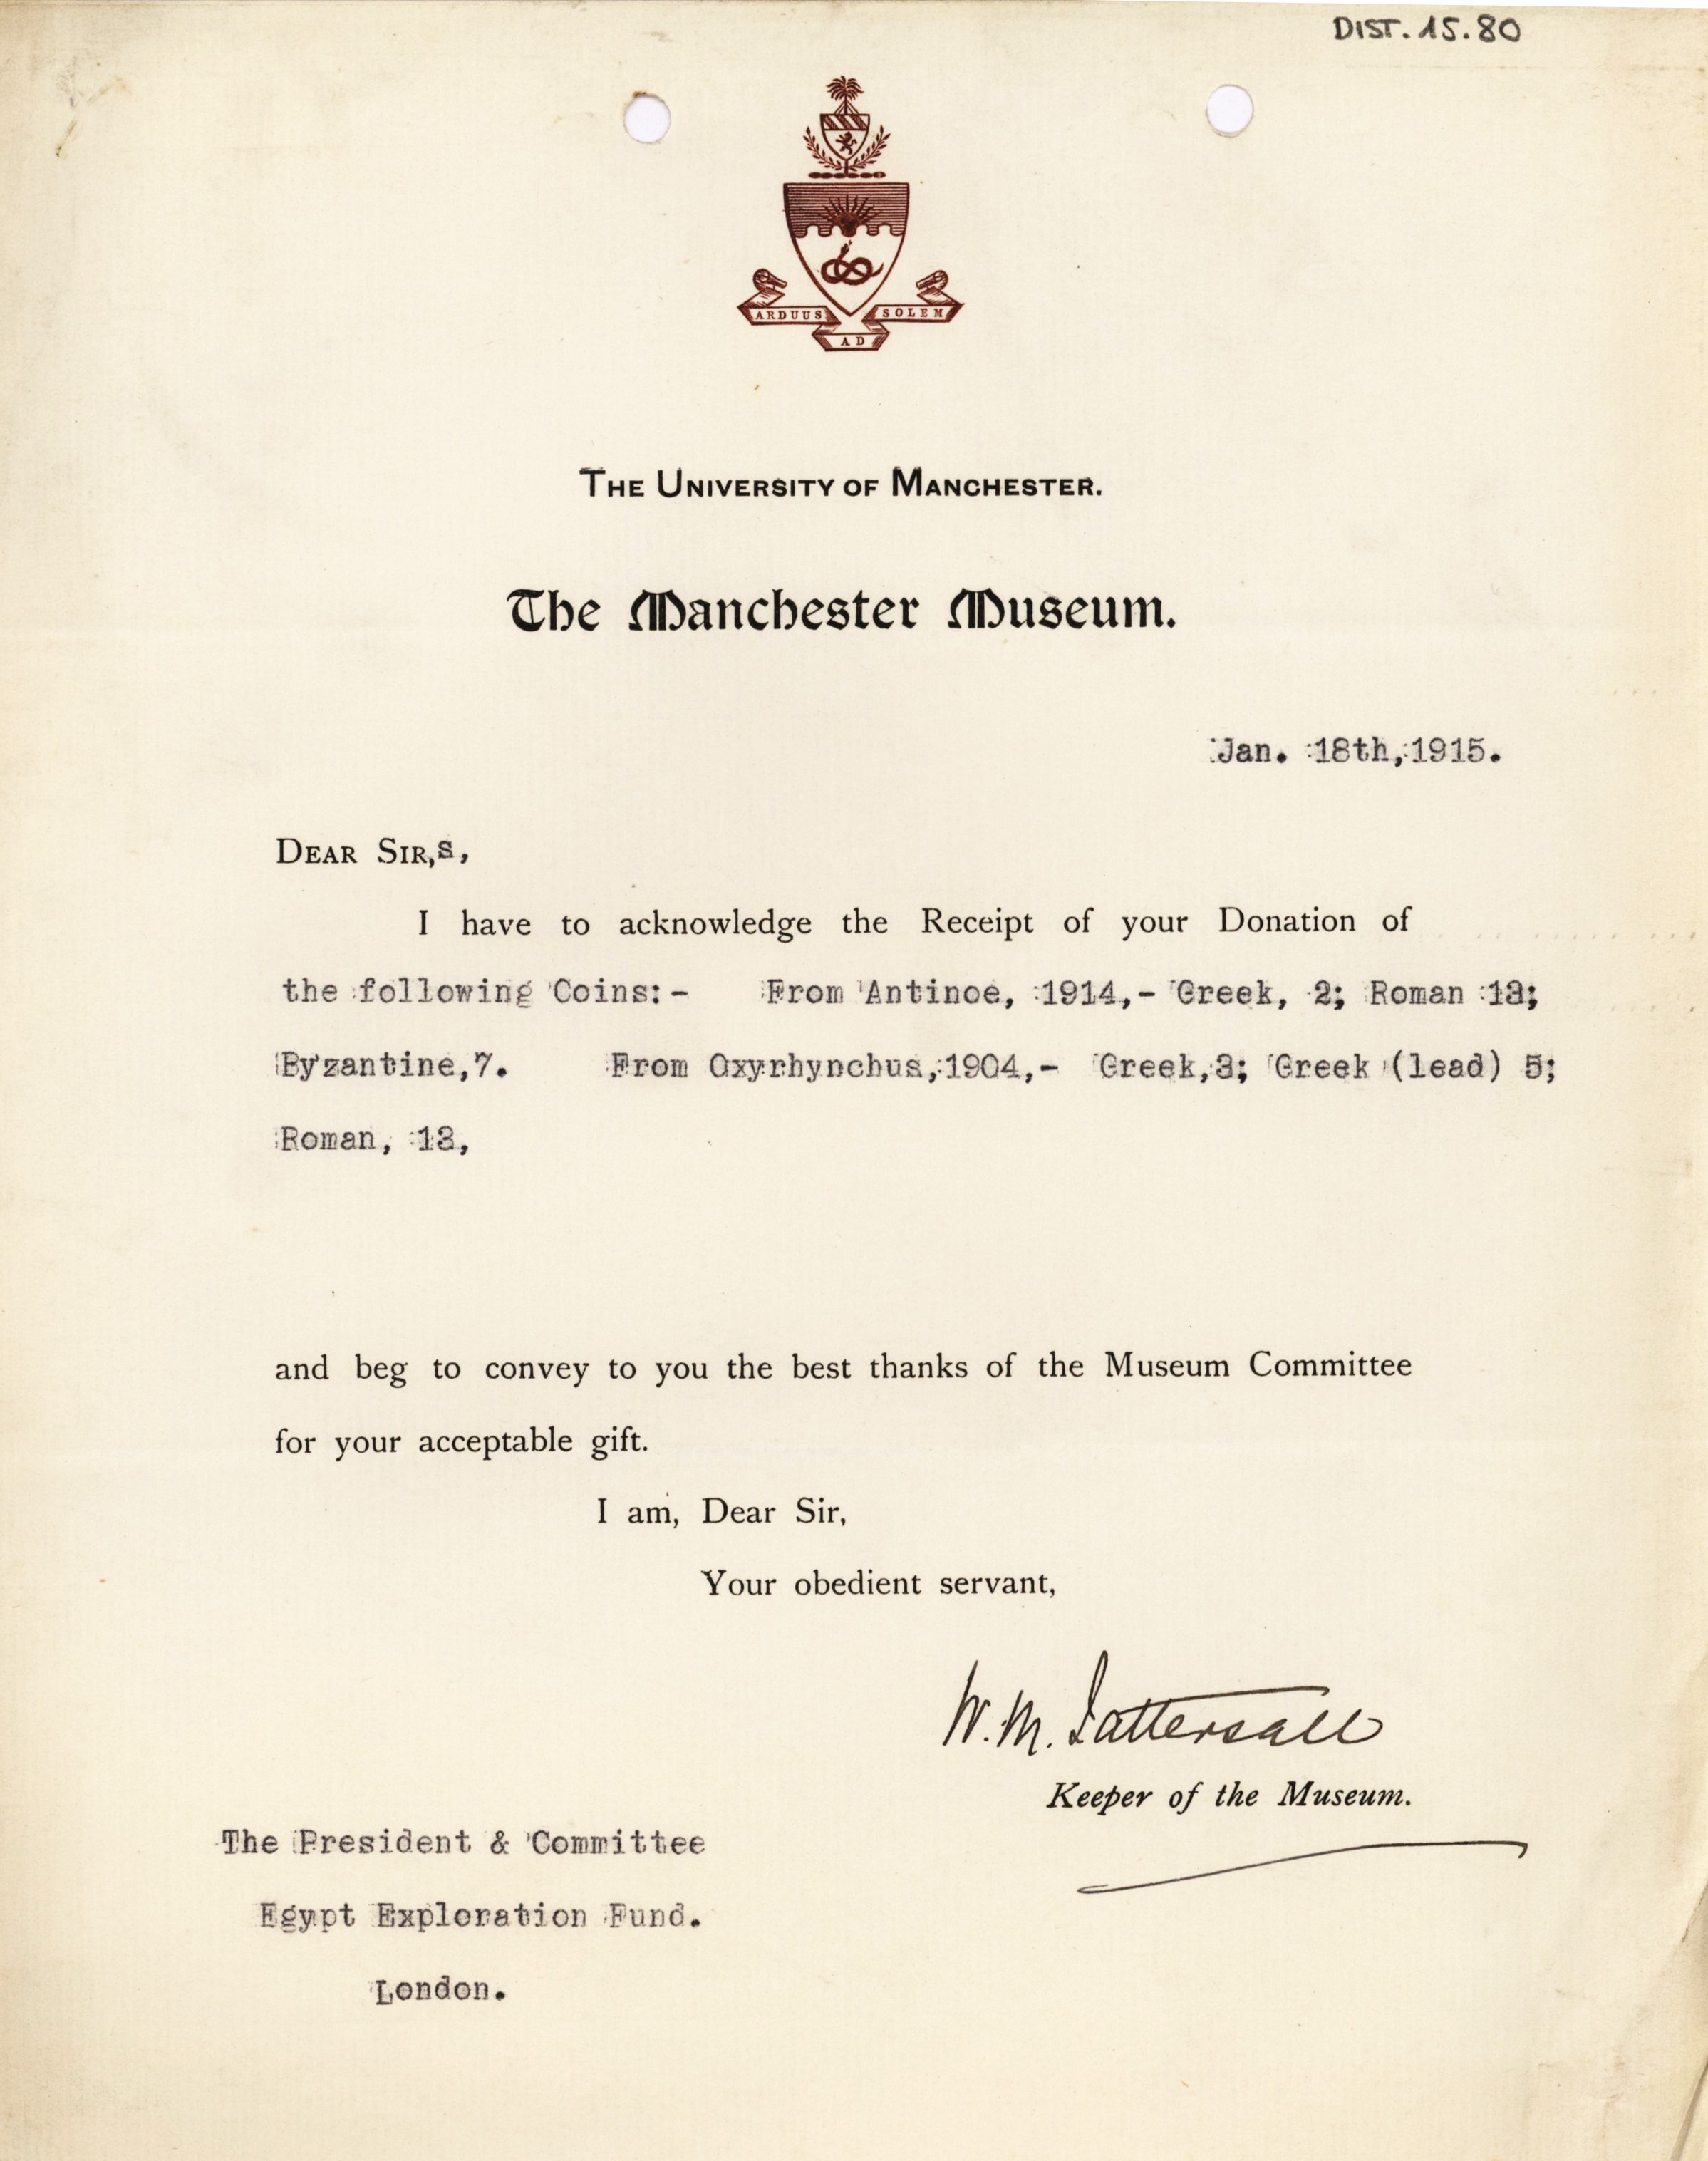 DIST. 15.80
ARDUUS AD SOLEM
THE UNIVERSITY OF MANCHESTER.
The Manchester Museum.
Jan. 18th, 1915.
DEAR SIR,s,
I have to acknowledge the Receipt of your Donation of
the following Coins:- From Antinoe, 1914,- Greek, 2; Roman 13;
Byzantine,7. From Oxyrhynchus,1904,- Greek,3; Greek (lead) 5;
Roman, 13,
and beg to convey to you the best thanks of the Museum Committee
for your acceptable gift.
I am, Dear Sir,
Your obedient servant,
W. M. Tattersall
Keeper of the Museum.
The President & Committee
Egypt Exploration Fund.
London.